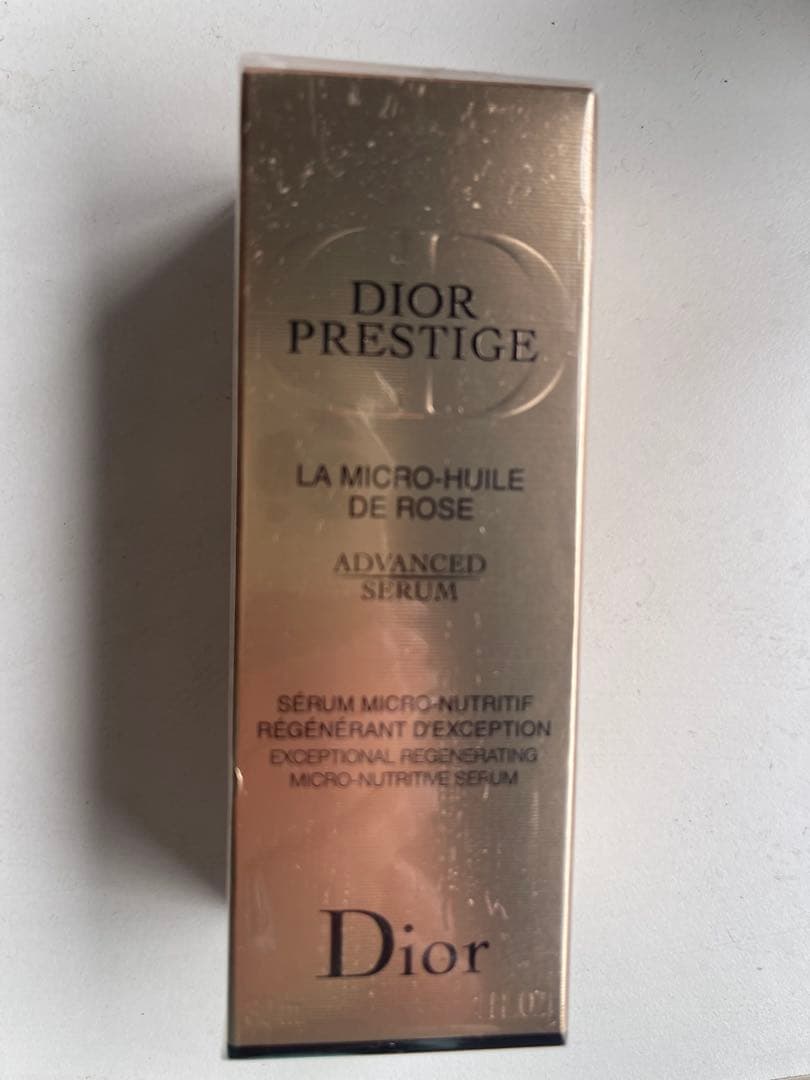 DIOR
PRESTIGE
LA MICRO-HUILE
DE ROSE
ADVANCED
SERUM
SÉRUM MICRO-NUTRITIF
RÉGÉNÉRANT D'EXCEPTION
EXCEPTIONAL REGENERATING
MICRO-NUTRITIVE SERUM
Dior